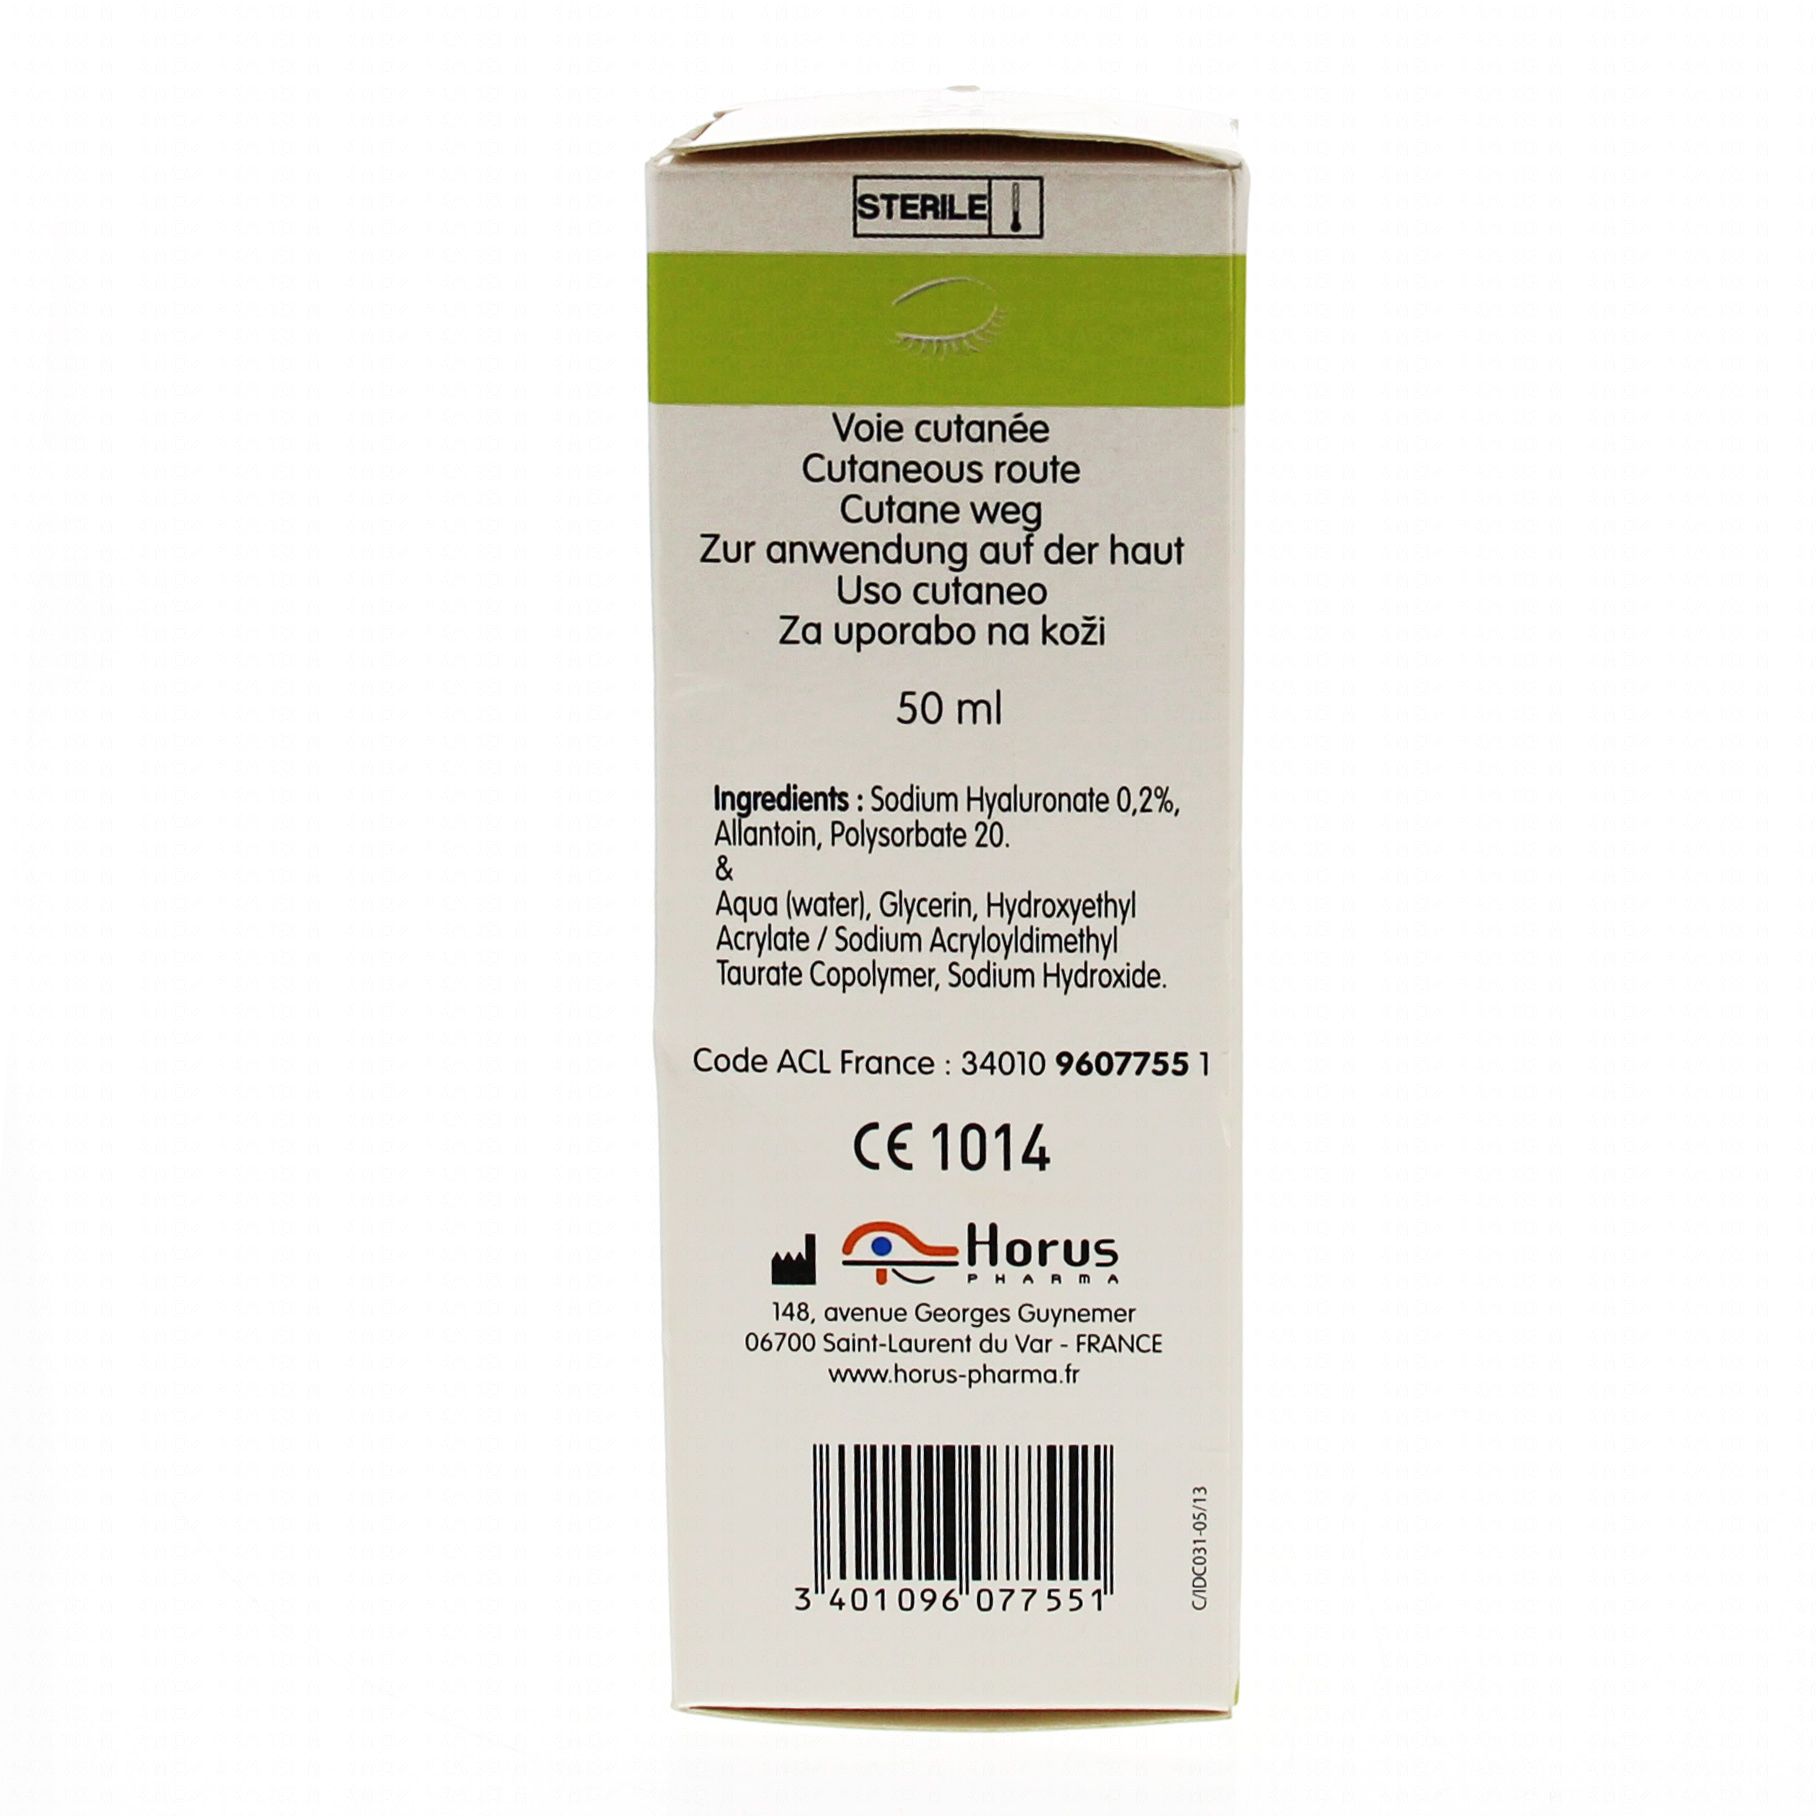 STERILE
Voie cutanée
Cutaneous route
Cutane weg
Zur anwendung auf der haut
Uso cutaneo
Za uporabo na koži
50 ml
Ingredients : Sodium Hyaluronate 0,2%,
Allantoin, Polysorbate 20.
&
Aqua (water), Glycerin, Hydroxyethyl
Acrylate / Sodium Acryloyldimethyl
Taurate Copolymer, Sodium Hydroxide.
Code ACL France : 34010 9607755 1
CE 1014
Horus
PHARMA
148, avenue Georges Guynemer
06700 Saint-Laurent du Var - FRANCE
www.horus-pharma.fr
3 401096 077551
C/IDC031-05/13